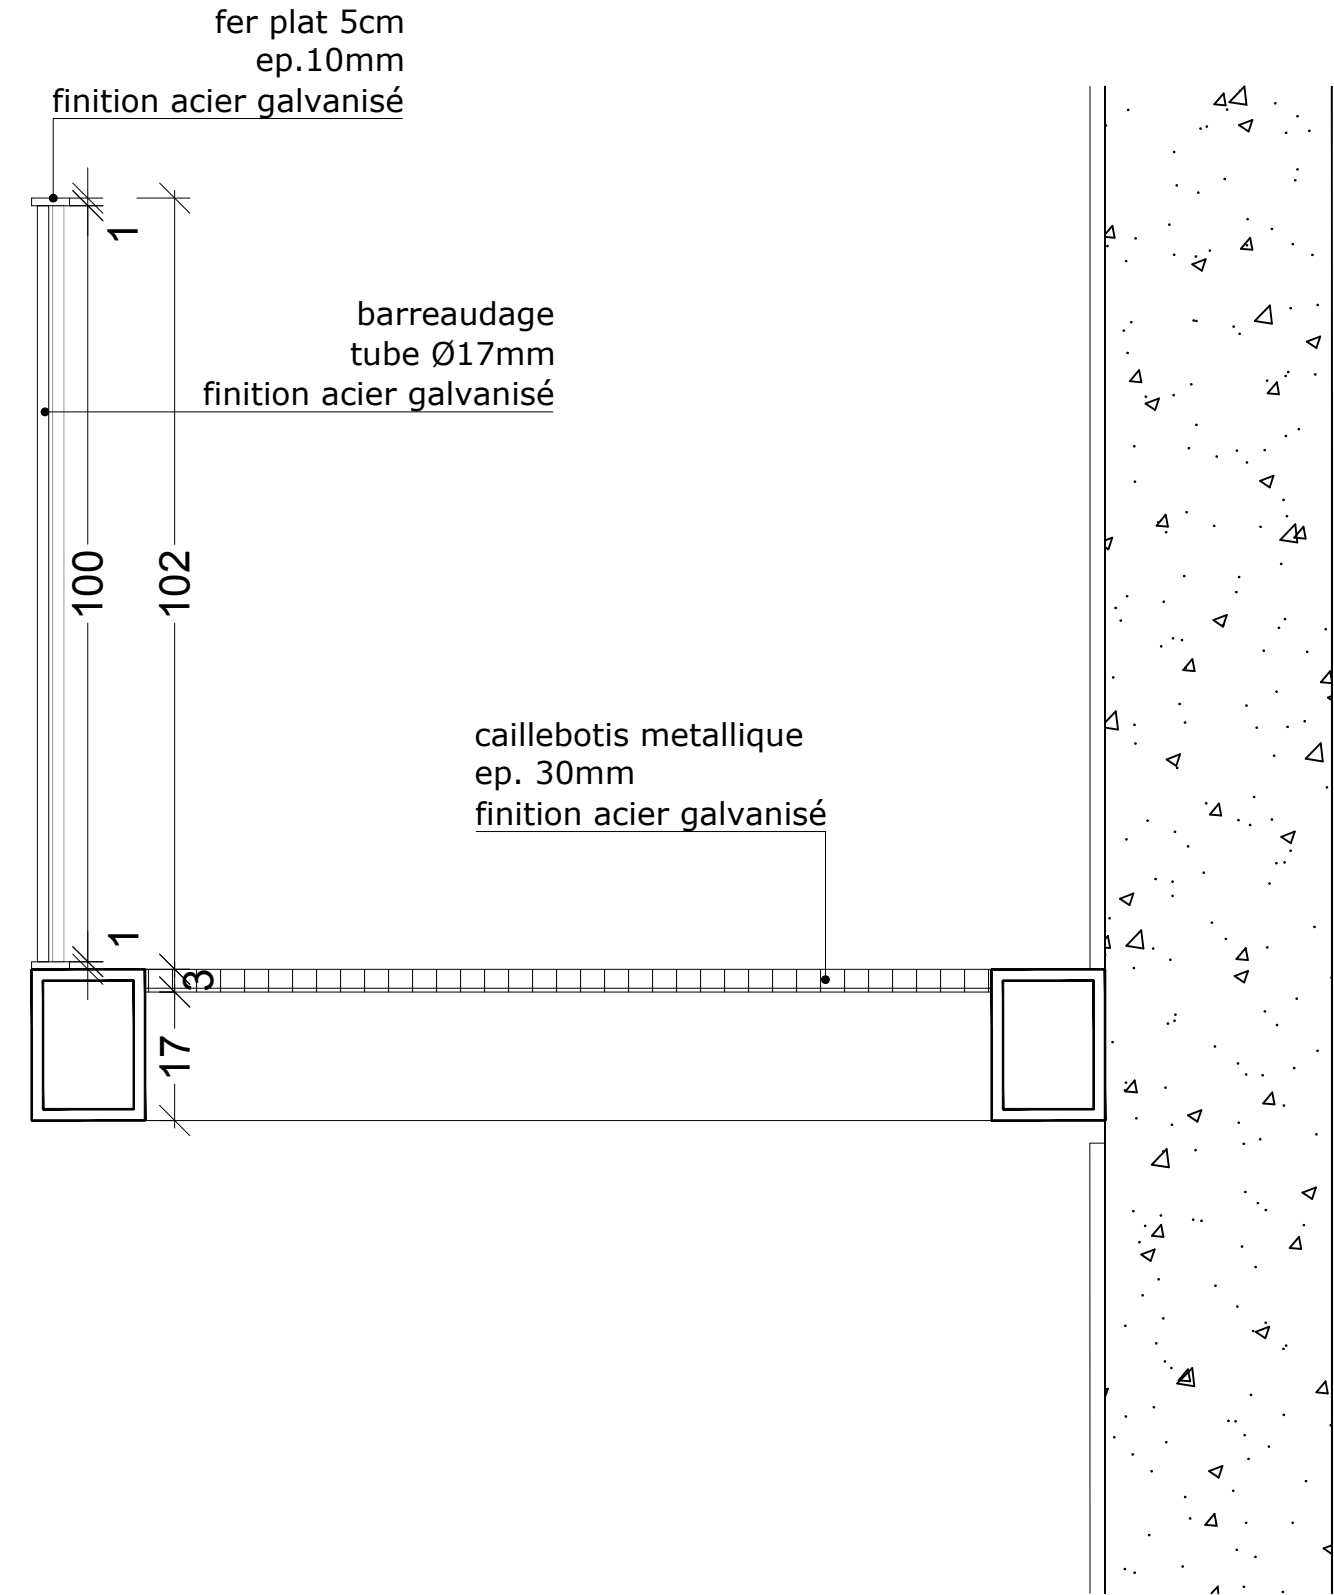 fer plat 5cm
ep.10mm
finition acier galvanisé
1
barreaudage
tube Ø17mm
finition acier galvanisé
100
102
caillebotis metallique
ep. 30mm
finition acier galvanisé
1
3
17